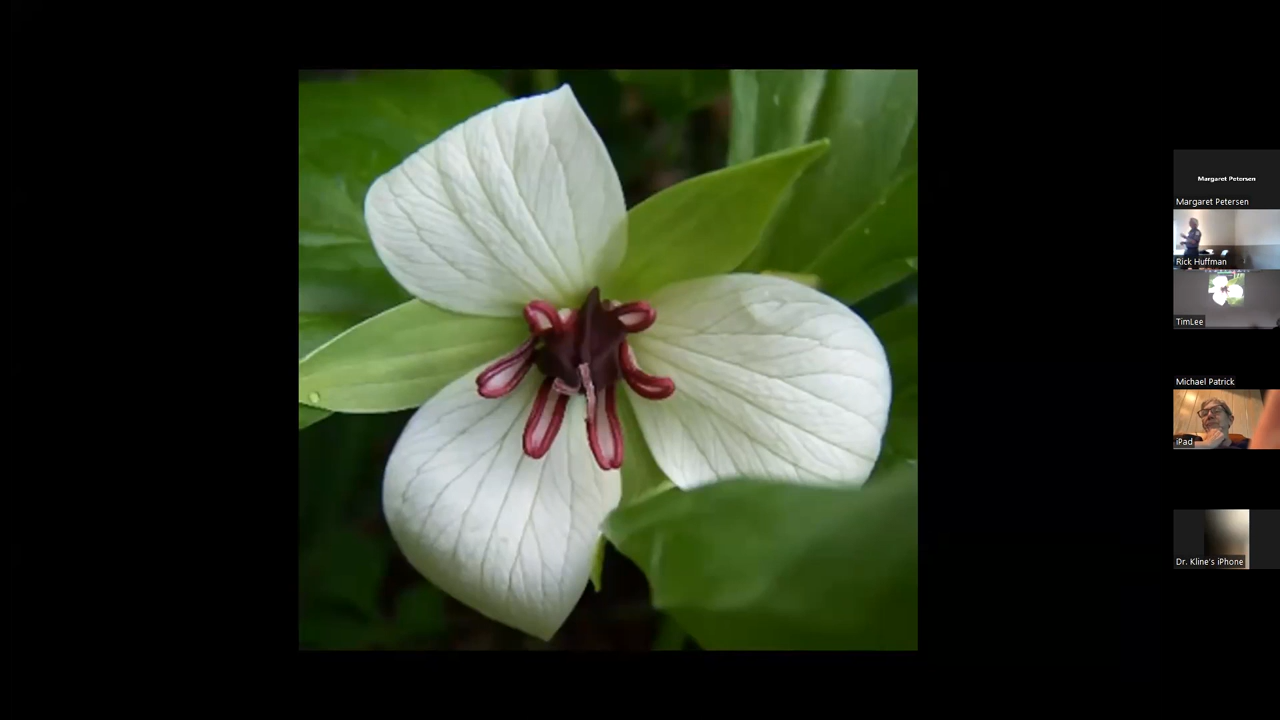 Margaret Petersen
Margaret Petersen
Rick Huffman
TimLee
Michael Patrick
iPad
Dr. Kline's iPhone